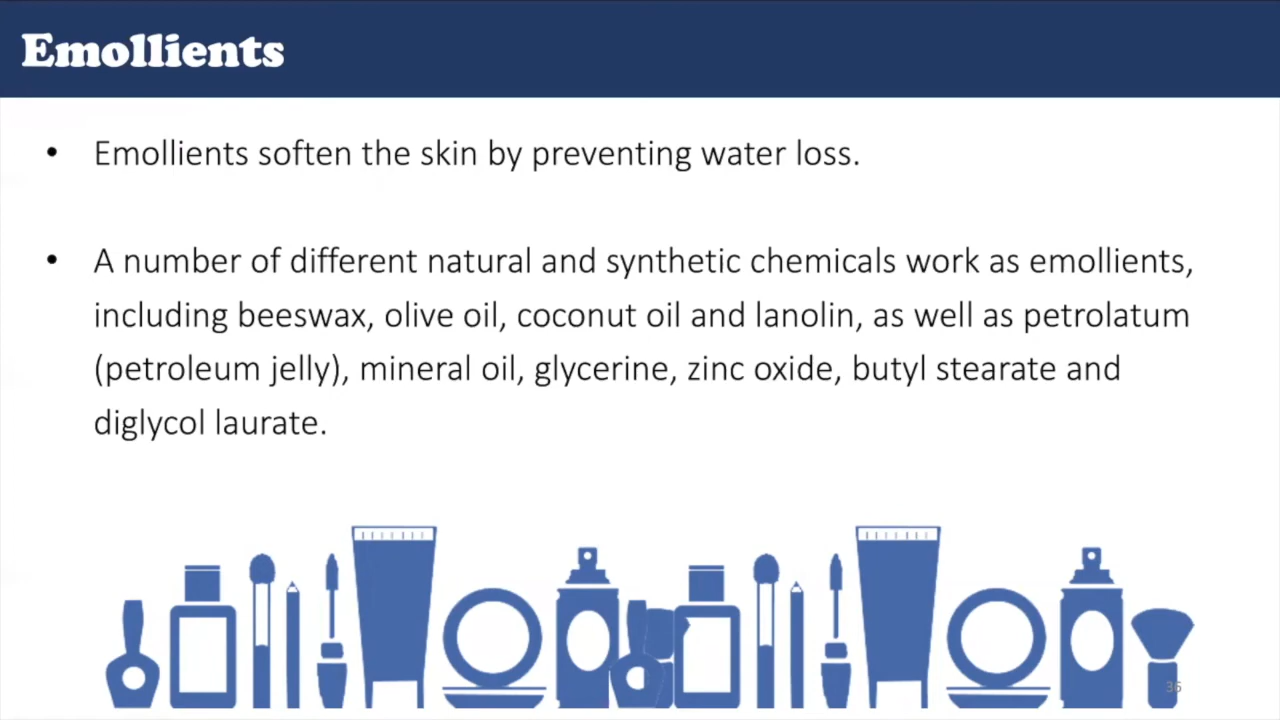 Emollients
• Emollients soften the skin by preventing water loss.
• A number of different natural and synthetic chemicals work as emollients,
including beeswax, olive oil, coconut oil and lanolin, as well as petrolatum
(petroleum jelly), mineral oil, glycerine, zinc oxide, butyl stearate and
diglycol laurate.
36